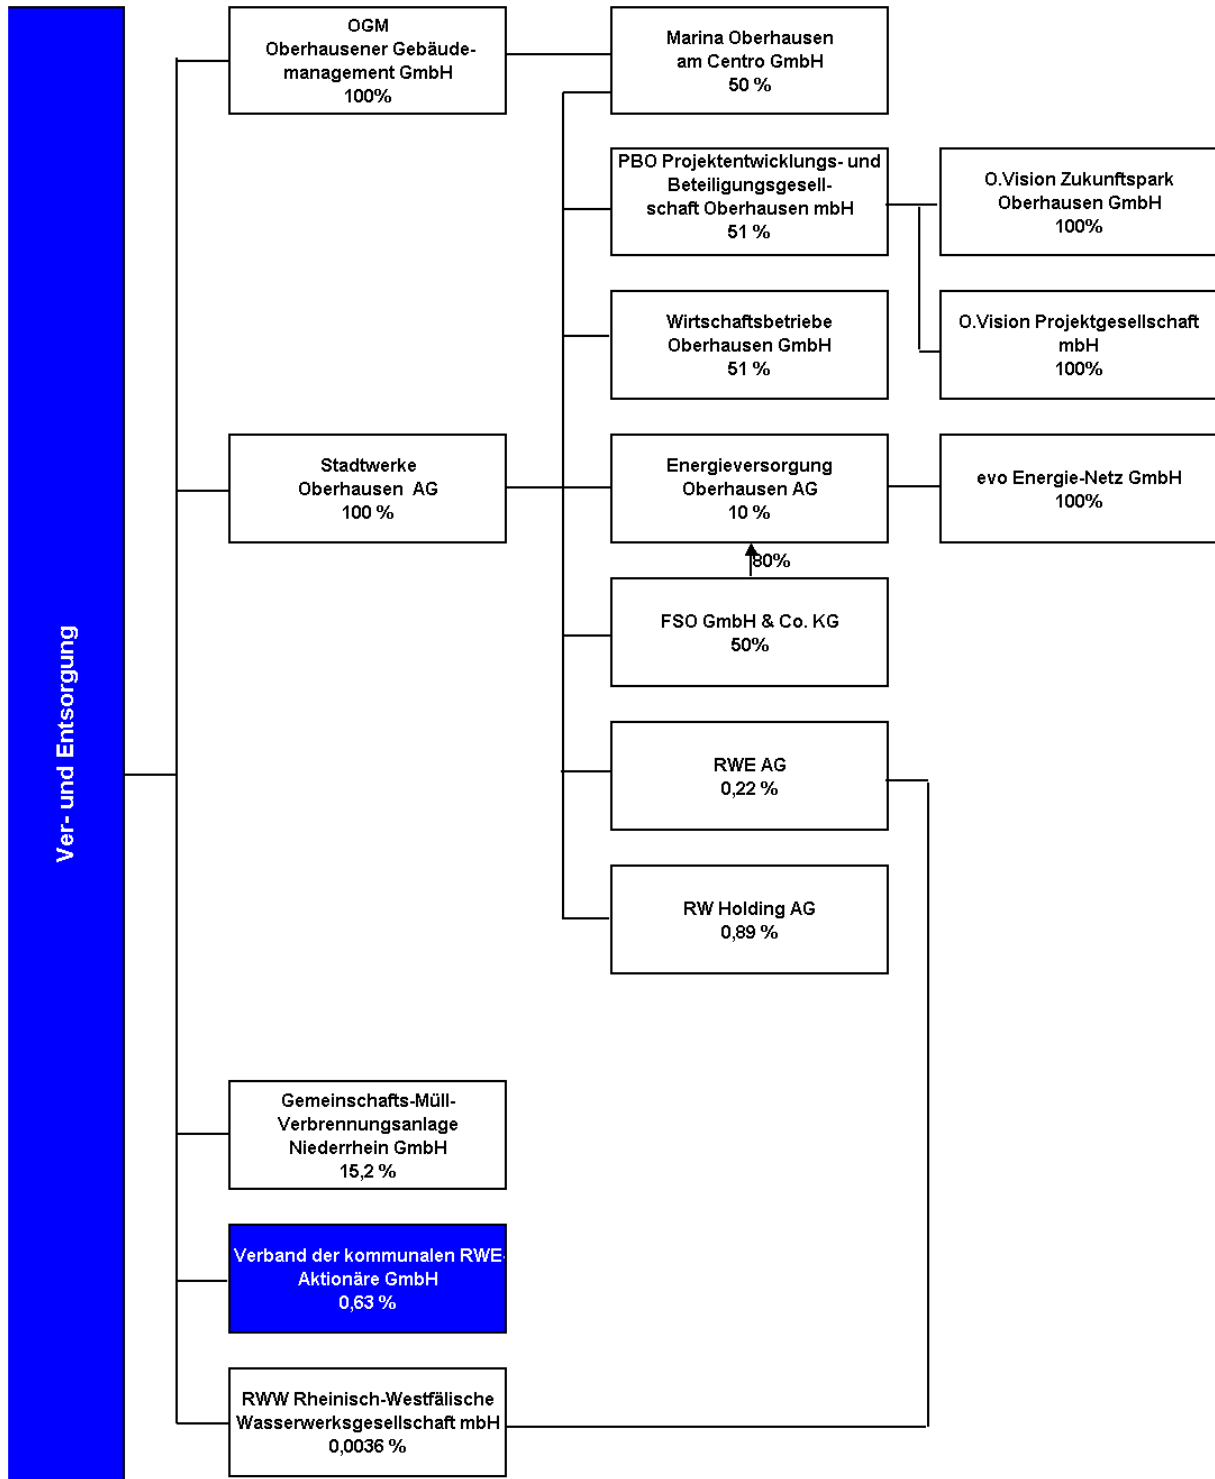 Ver- und Entsorgung
OGM
Oberhausener Gebäude-
management GmbH
100%
Marina Oberhausen
am Centro GmbH
50 %
PBO Projektentwicklungs- und
Beteiligungsgesell-
schaft Oberhausen mbH
51 %
O.Vision Zukunftspark
Oberhausen GmbH
100%
Wirtschaftsbetriebe
Oberhausen GmbH
51 %
O.Vision Projektgesellschaft
mbH
100%
Stadtwerke
Oberhausen AG
100 %
Energieversorgung
Oberhausen AG
10 %
evo Energie-Netz GmbH
100%
80%
FSO GmbH & Co. KG
50%
RWE AG
0,22 %
RW Holding AG
0,89 %
Gemeinschafts-Müll-
Verbrennungsanlage
Niederrhein GmbH
15,2 %
Verband der kommunalen RWE-
Aktionäre GmbH
0,63 %
RWW Rheinisch-Westfälische
Wasserwerksgesellschaft mbH
0,0036 %